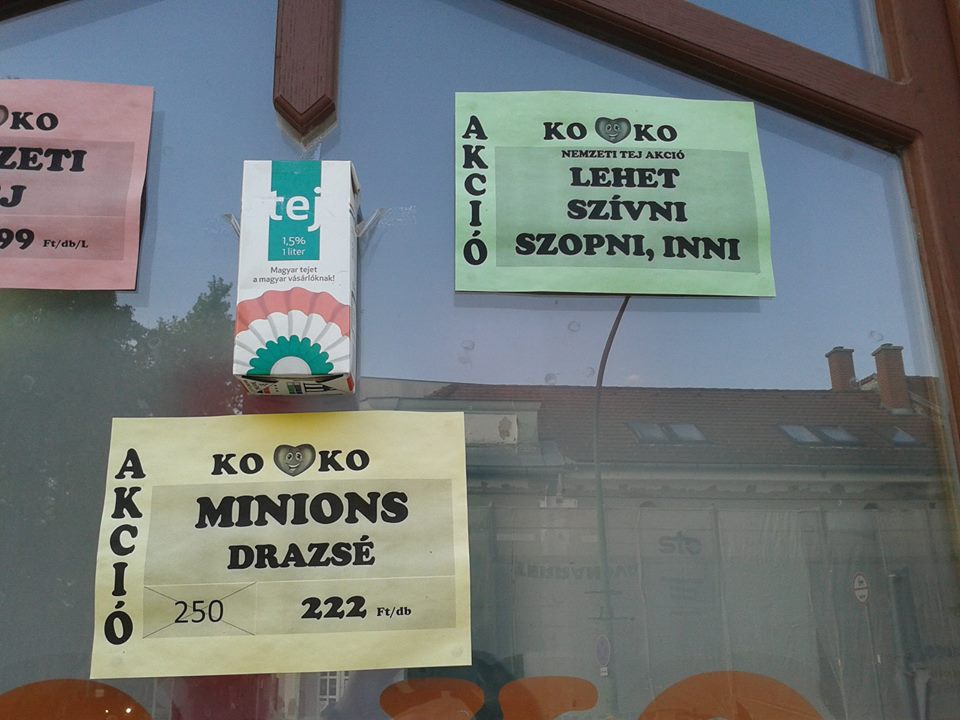 KO
ZETI
J
99 Ft/db/L
tej
1,5%
1 liter
Magyar tejet
a magyar vásárlóknak!
AKCIÓ
KO KO
NEMZETI TEJ AKCIÓ
LEHET
SZÍVNI
SZOPNI, INNI
AKCIÓ
KO KO
MINIONS
DRAZSÉ
250 222 Ft/db